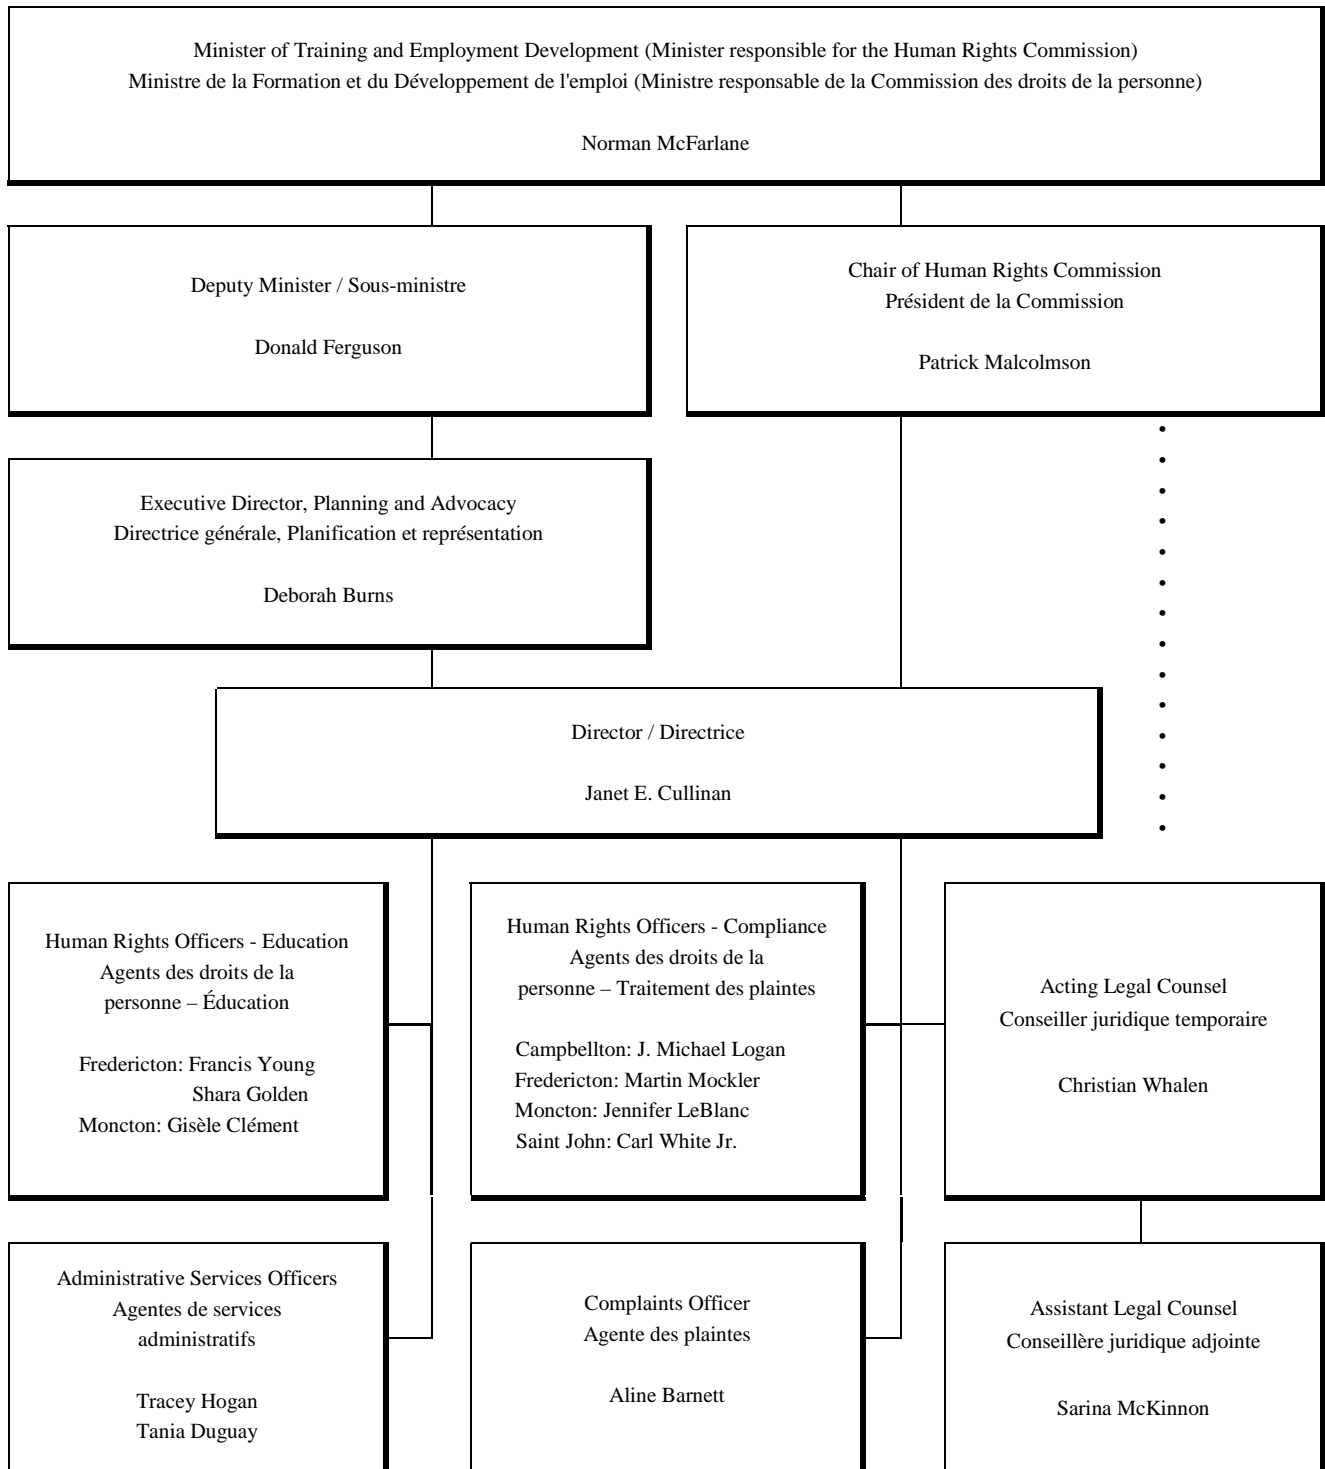 Minister of Training and Employment Development (Minister responsible for the Human Rights Commission)
Ministre de la Formation et du Développement de l'emploi (Ministre responsable de la Commission des droits de la personne)
Norman McFarlane
Deputy Minister / Sous-ministre
Donald Ferguson
Chair of Human Rights Commission
Président de la Commission
Patrick Malcolmson
Executive Director, Planning and Advocacy
Directrice générale, Planification et représentation
Deborah Burns
Director / Directrice
Janet E. Cullinan
Human Rights Officers - Education
Agents des droits de la
personne – Éducation
Fredericton: Francis Young
Shara Golden
Moncton: Gisèle Clément
Human Rights Officers - Compliance
Agents des droits de la
personne – Traitement des plaintes
Campbellton: J. Michael Logan
Fredericton: Martin Mockler
Moncton: Jennifer LeBlanc
Saint John: Carl White Jr.
Acting Legal Counsel
Conseiller juridique temporaire
Christian Whalen
Administrative Services Officers
Agentes de services
administratifs
Tracey Hogan
Tania Duguay
Complaints Officer
Agente des plaintes
Aline Barnett
Assistant Legal Counsel
Conseillère juridique adjointe
Sarina McKinnon